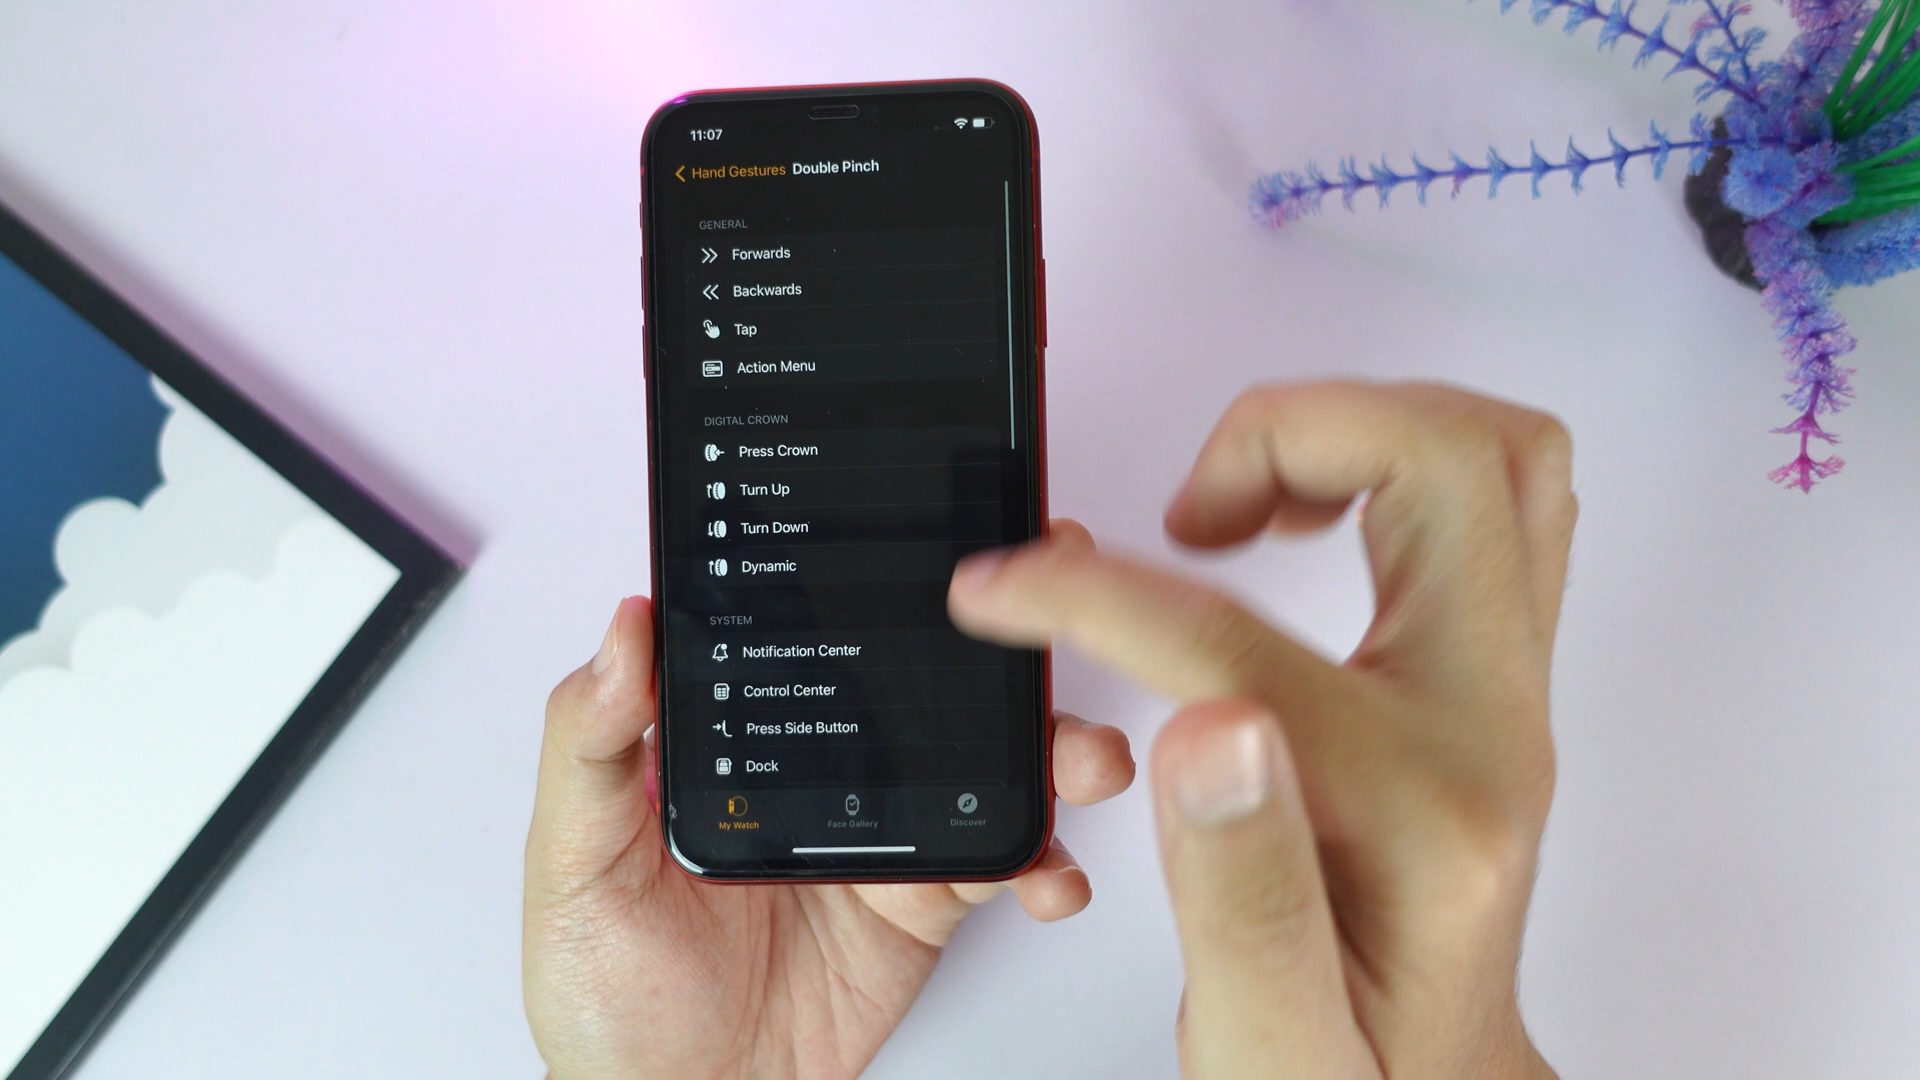 11:07
Hand Gestures Double Pinch
GENERAL
Forwards
Backwards
Tap
Action Menu
DIGITAL CROWN
Press Crown
Turn Up
Turn Down
Dynamic
SYSTEM
Notification Center
Control Center
Press Side Button
Dock
My Watch Face Gallery Discover